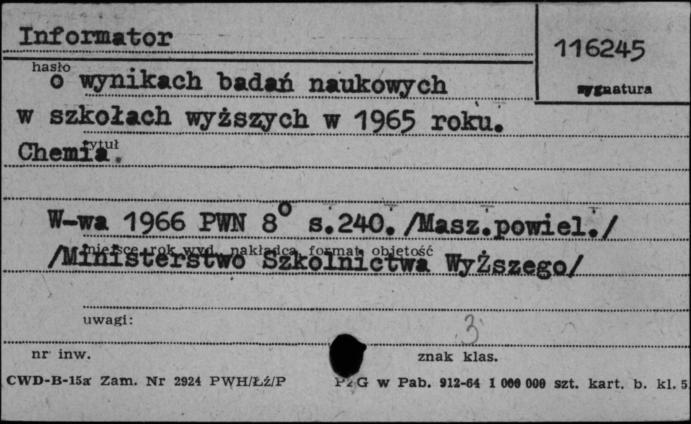 Informator
116245
hasło
sygnatura
o wynikach badań naukowych
w szkołach wyższych w 1965 roku.
tytuł
Chemia.
W-wa 1966 PWN 8° s.240. /Masz.powiel./
miejsce rok wyd. nakładca format objętość
/Ministerstwo Szkolnictwa Wyższego/
uwagi:
3
nr inw.
znak klas.
CWD-B-15a Zam. Nr 2924 PWH/Łź/P
PZG w Pab. 912-64 1 000 000 szt. kart. b. kl. 5